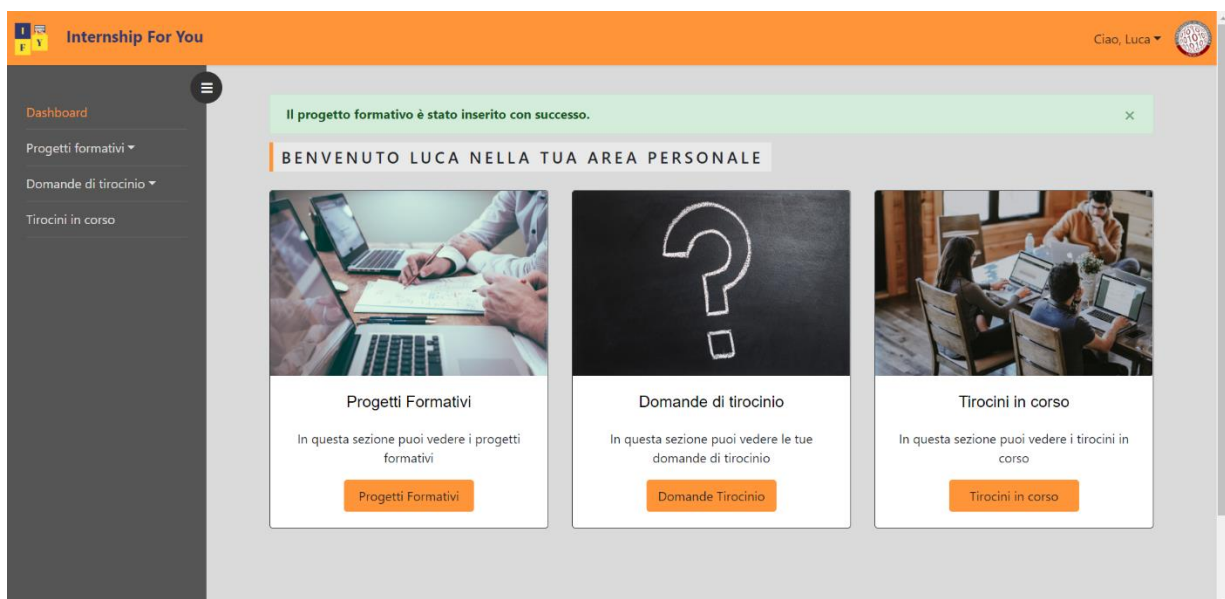 I
F Y
Internship For You
Ciao, Luca
Dashboard
Progetti formativi
Domande di tirocinio
Tirocini in corso
Il progetto formativo è stato inserito con successo.
×
BENVENUTO LUCA NELLA TUA AREA PERSONALE
Progetti Formativi
In questa sezione puoi vedere i progetti
formativi
Progetti Formativi
Domande di tirocinio
In questa sezione puoi vedere le tue
domande di tirocinio
Domande Tirocinio
Tirocini in corso
In questa sezione puoi vedere i tirocini in
corso
Tirocini in corso